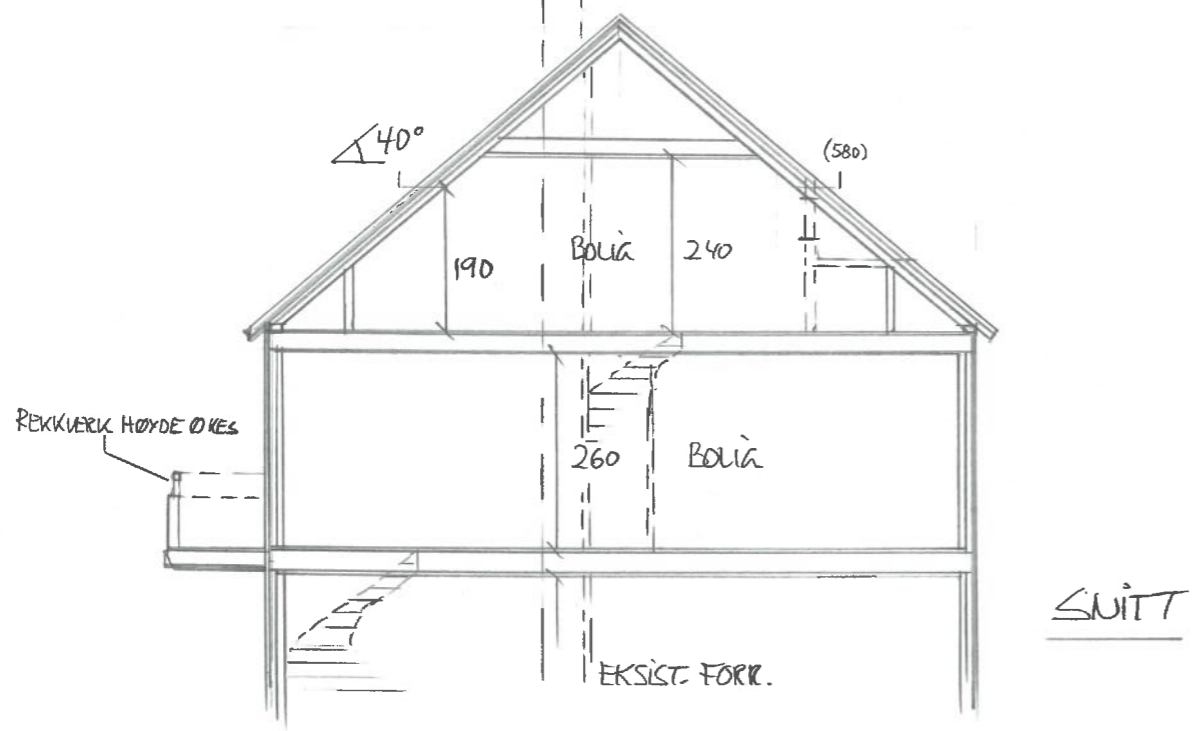 40°
(580)
190
BOLIG
240
REKKVERK HØYDE ØKES
260
BOLIG
SNITT
EKSIST. FORR.